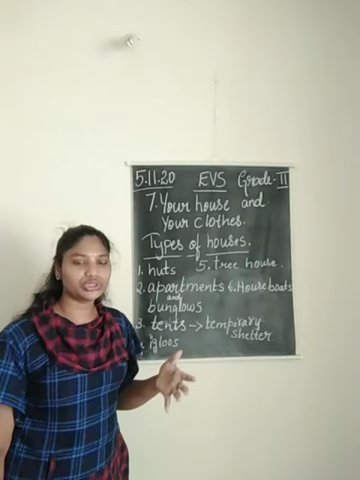 5.11.20 EVS Grade-II
7. Your house and
Your clothes.
Types of houses.
1. huts 5. tree house.
2. apartments 6. House boats
and
bunglows
3. tents → temporary
shelter
igloos